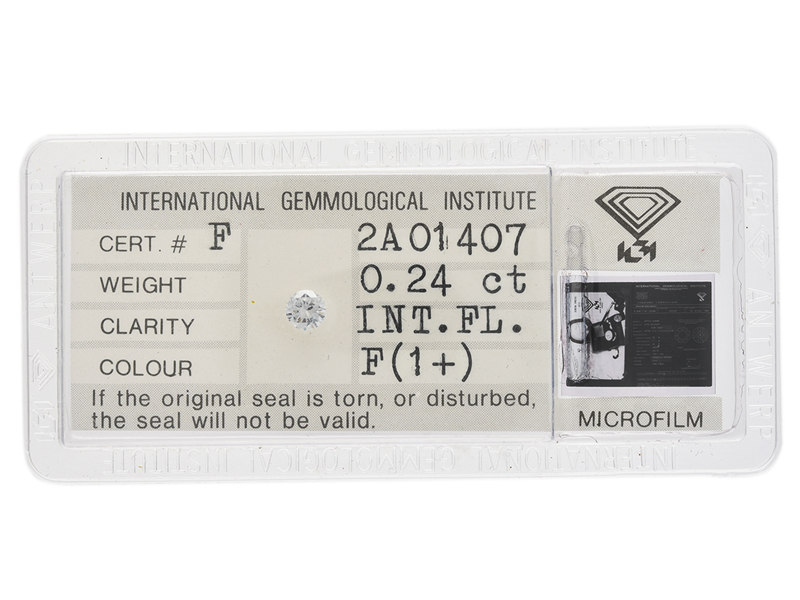 INTERNATIONAL GEMMOLOGICAL INSTITUTE
INTERNATIONAL GEMMOLOGICAL INSTITUTE
CERT. # F 2A01407
WEIGHT 0.24 ct
CLARITY INT.FL.
COLOUR F(1+)
If the original seal is torn, or disturbed,
the seal will not be valid.
IGI
MICROFILM
ANTWERP
ANTWERP
INTERNATIONAL GEMMOLOGICAL INSTITUTE